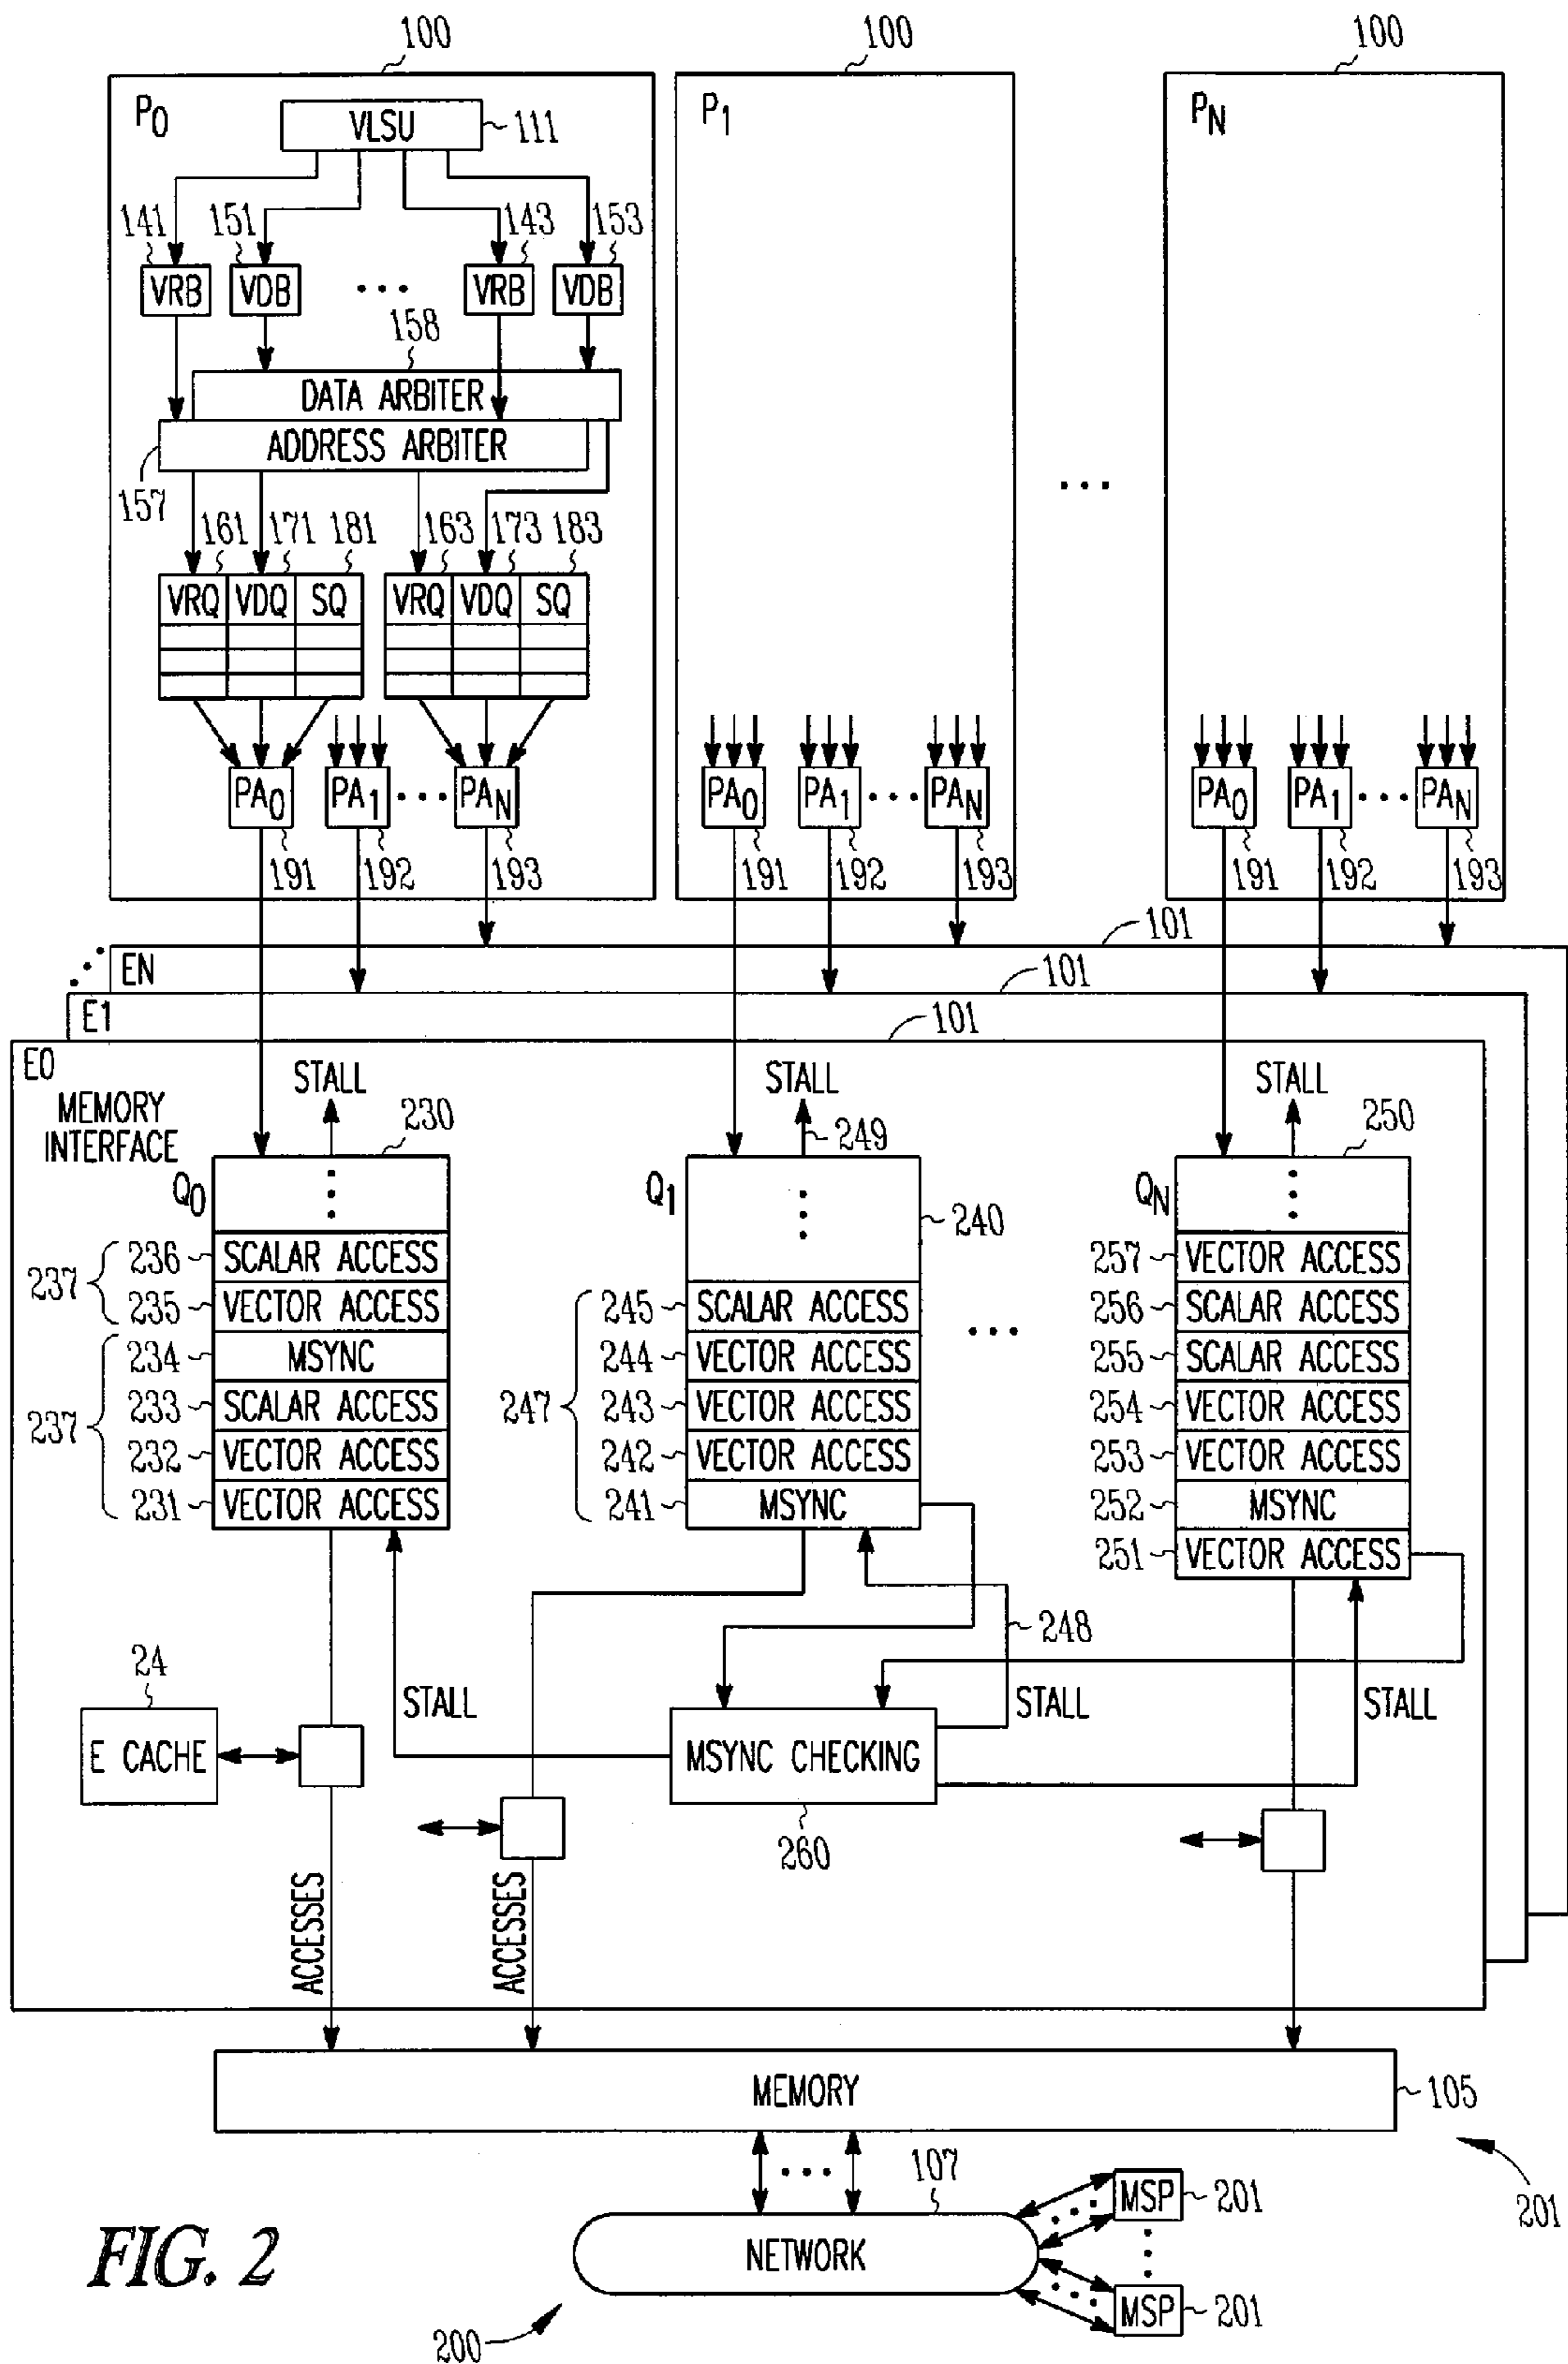 100 100 100
P0 P1 PN
VLSU 111
141 151 143 153
VRB VDB ... VRB VDB
158
DATA ARBITER
ADDRESS ARBITER
157
...
161 171 181 163 173 183
VRQ VDQ SQ VRQ VDQ SQ
PA0 PA1 ... PAN PA0 PA1 ... PAN PA0 PA1 ... PAN
191 192 193 191 192 193 191 192 193
101
EN
101
E1
101
E0
MEMORY
INTERFACE
STALL STALL STALL
230 249 250
Q0 Q1 QN
240
237 236 SCALAR ACCESS
235 VECTOR ACCESS
237 234 MSYNC
233 SCALAR ACCESS
232 VECTOR ACCESS
231 VECTOR ACCESS
247 245 SCALAR ACCESS
244 VECTOR ACCESS
243 VECTOR ACCESS
242 VECTOR ACCESS
241 MSYNC
...
257 VECTOR ACCESS
256 SCALAR ACCESS
255 SCALAR ACCESS
254 VECTOR ACCESS
253 VECTOR ACCESS
252 MSYNC
251 VECTOR ACCESS
248
24
E CACHE
STALL STALL STALL
MSYNC CHECKING
260
ACCESSES ACCESSES
MEMORY 105
201
107
NETWORK
MSP 201
MSP 201
200
FIG. 2